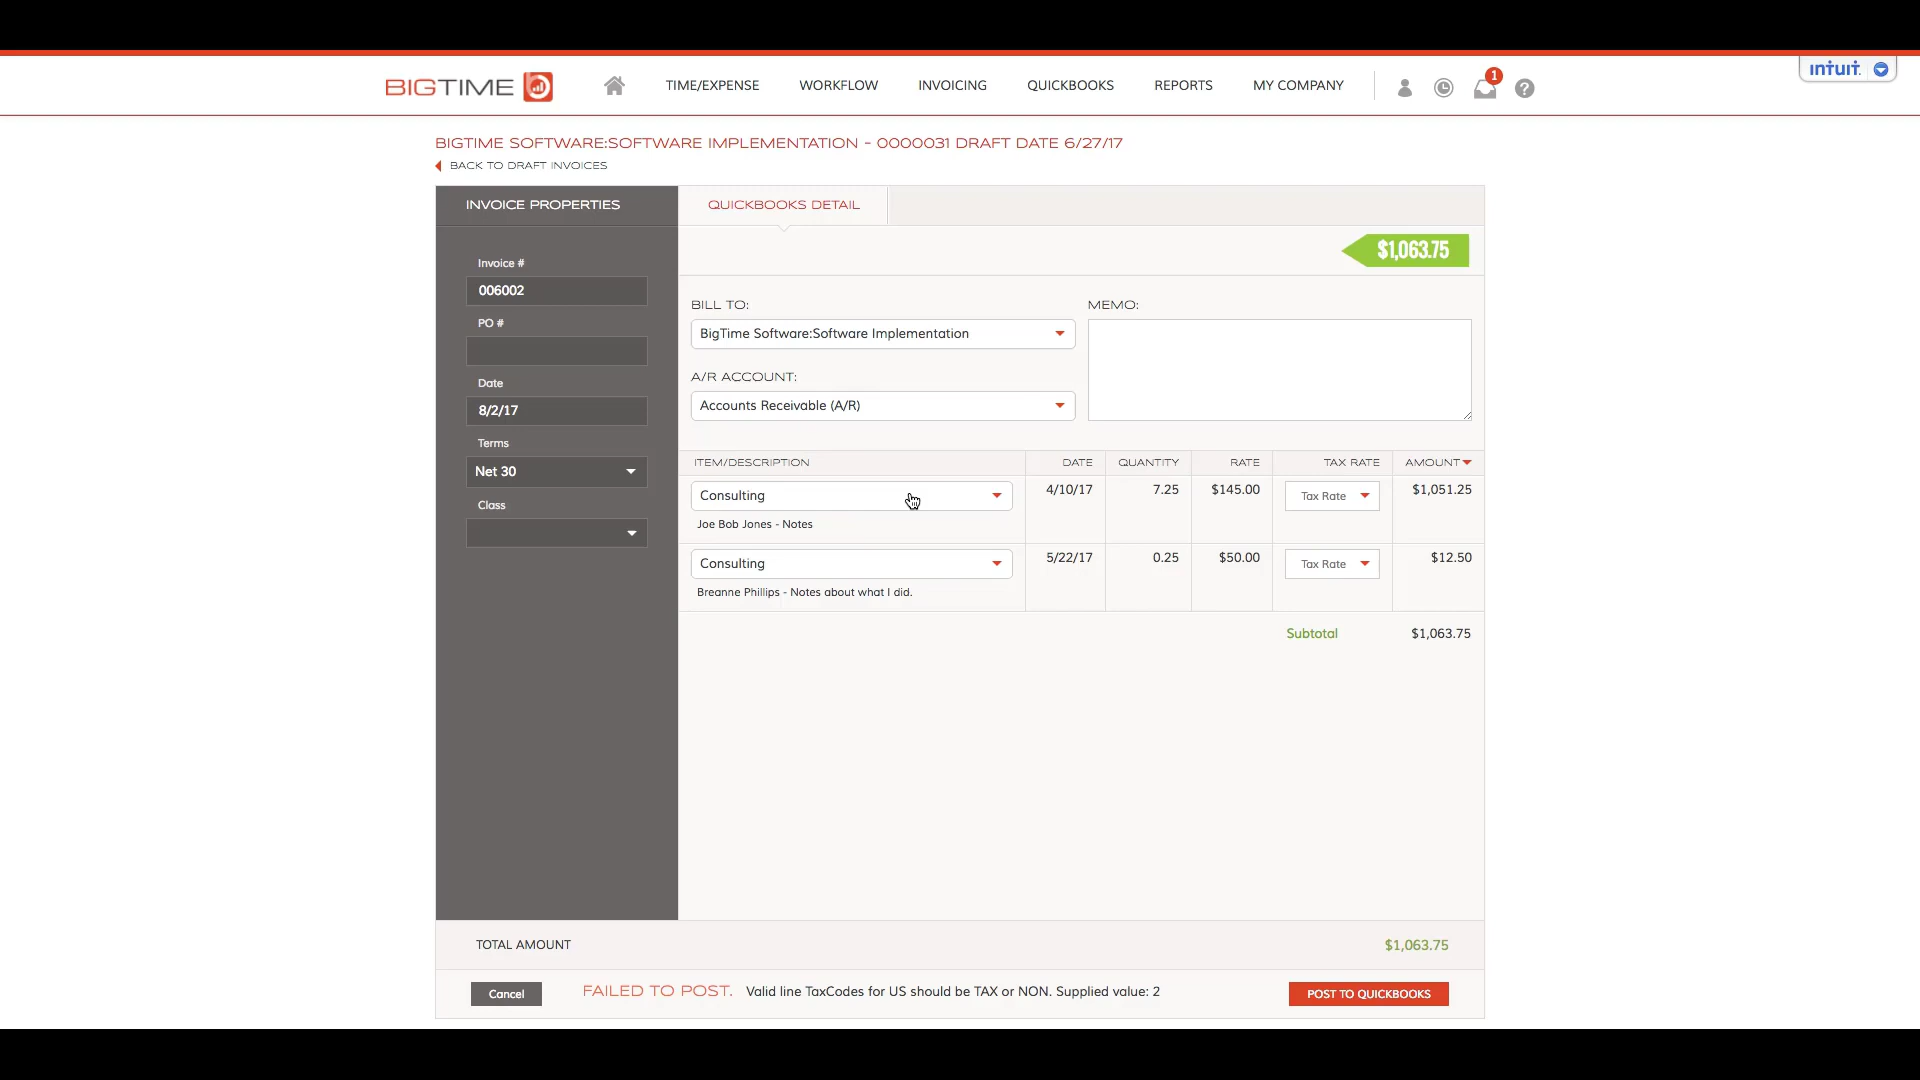 BIGTIME
TIME/EXPENSE
WORKFLOW
INVOICING
QUICKBOOKS
REPORTS
MY COMPANY
1
?
intuit.
BIGTIME SOFTWARE:SOFTWARE IMPLEMENTATION - 0000031 DRAFT DATE 6/27/17
BACK TO DRAFT INVOICES
INVOICE PROPERTIES
QUICKBOOKS DETAIL
$1,063.75
Invoice #
006002
PO #
Date
8/2/17
Terms
Net 30
Class
BILL TO:
BigTime Software:Software Implementation
MEMO:
A/R ACCOUNT:
Accounts Receivable (A/R)
ITEM/DESCRIPTION DATE QUANTITY RATE TAX RATE AMOUNT
Consulting 4/10/17 7.25 $145.00 Tax Rate $1,051.25
Joe Bob Jones - Notes
Consulting 5/22/17 0.25 $50.00 Tax Rate $12.50
Breanne Phillips - Notes about what I did.
Subtotal $1,063.75
TOTAL AMOUNT $1,063.75
Cancel FAILED TO POST. Valid line TaxCodes for US should be TAX or NON. Supplied value: 2 POST TO QUICKBOOKS